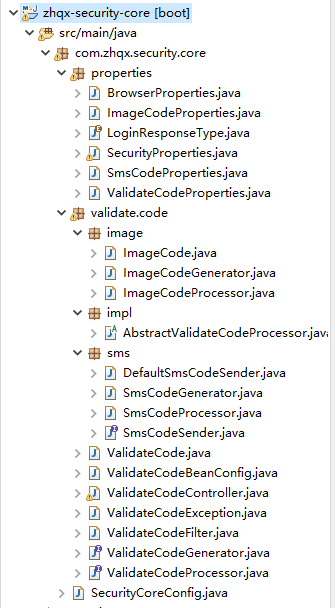 zhqx-security-core [boot]
src/main/java
com.zhqx.security.core
properties
BrowserProperties.java
ImageCodeProperties.java
LoginResponseType.java
SecurityProperties.java
SmsCodeProperties.java
ValidateCodeProperties.java
validate.code
image
ImageCode.java
ImageCodeGenerator.java
ImageCodeProcessor.java
impl
AbstractValidateCodeProcessor.java
sms
DefaultSmsCodeSender.java
SmsCodeGenerator.java
SmsCodeProcessor.java
SmsCodeSender.java
ValidateCode.java
ValidateCodeBeanConfig.java
ValidateCodeController.java
ValidateCodeException.java
ValidateCodeFilter.java
ValidateCodeGenerator.java
ValidateCodeProcessor.java
SecurityCoreConfig.java